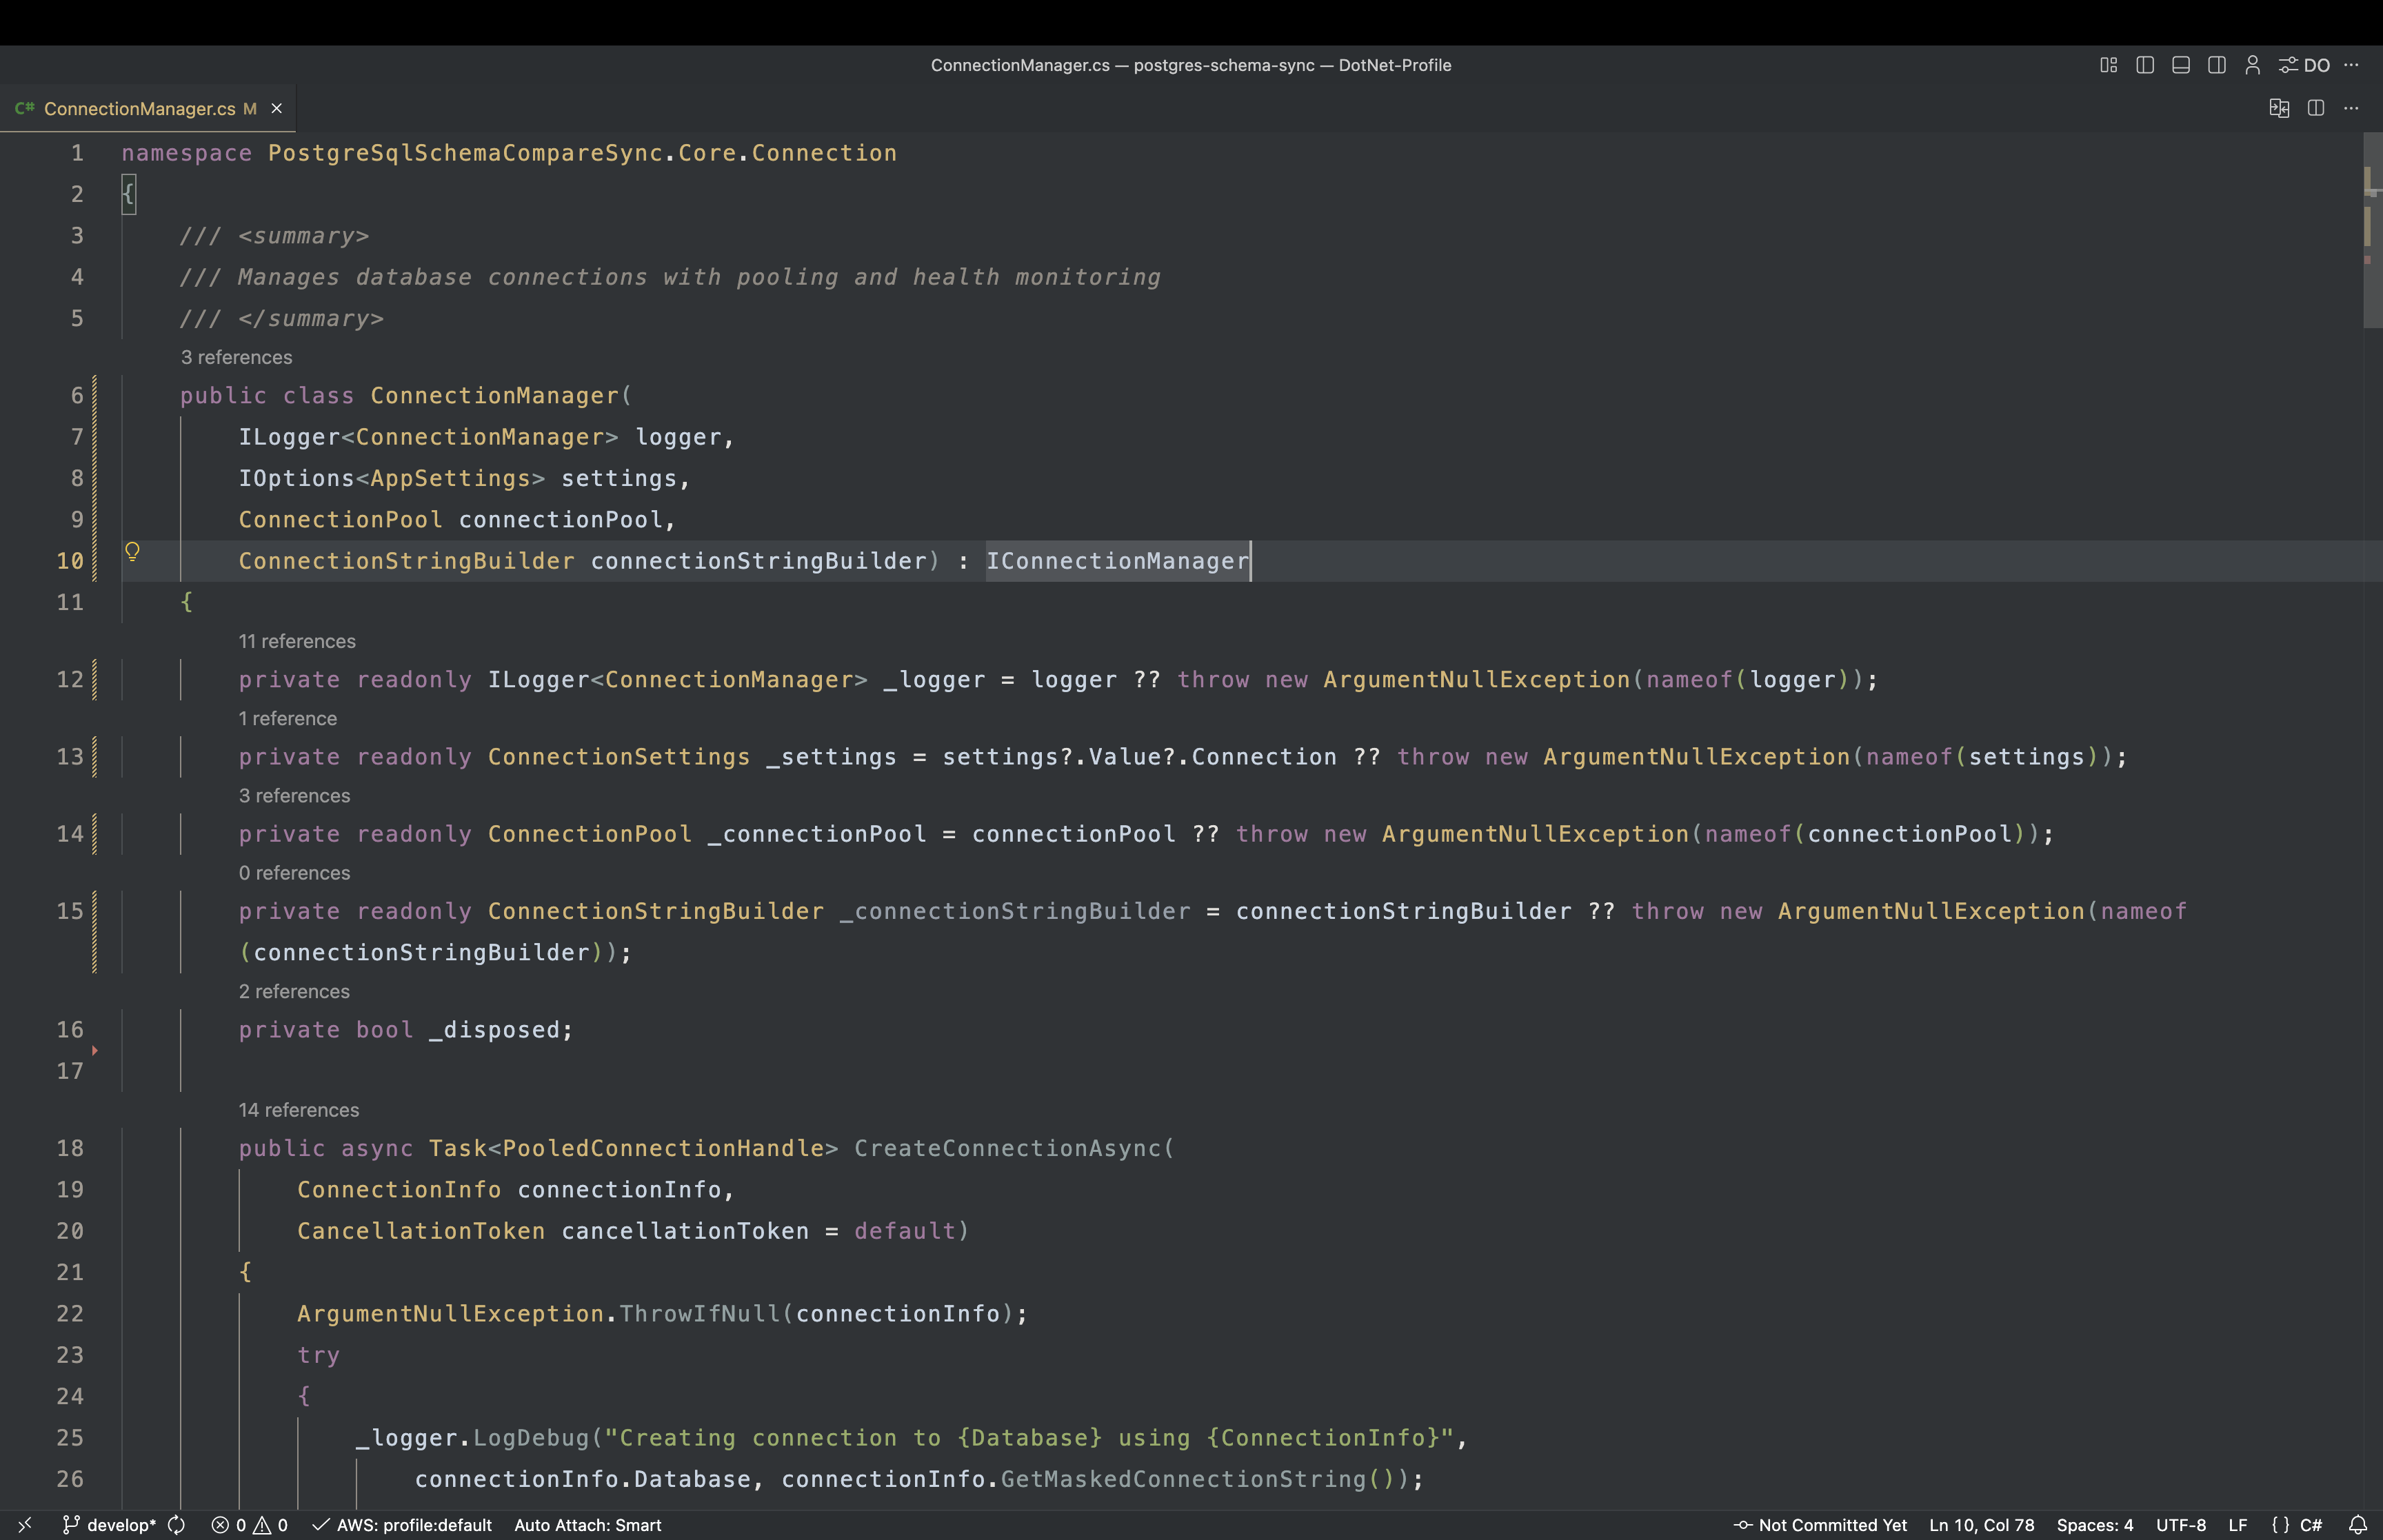 ConnectionManager.cs — postgres-schema-sync — DotNet-Profile
DO
C# ConnectionManager.cs M
1 namespace PostgreSqlSchemaCompareSync.Core.Connection
2 {
3 /// <summary>
4 /// Manages database connections with pooling and health monitoring
5 /// </summary>
3 references
6 public class ConnectionManager(
7 ILogger<ConnectionManager> logger,
8 IOptions<AppSettings> settings,
9 ConnectionPool connectionPool,
10 ConnectionStringBuilder connectionStringBuilder) : IConnectionManager
11 {
11 references
12 private readonly ILogger<ConnectionManager> _logger = logger ?? throw new ArgumentNullException(nameof(logger));
1 reference
13 private readonly ConnectionSettings _settings = settings?.Value?.Connection ?? throw new ArgumentNullException(nameof(settings));
3 references
14 private readonly ConnectionPool _connectionPool = connectionPool ?? throw new ArgumentNullException(nameof(connectionPool));
0 references
15 private readonly ConnectionStringBuilder _connectionStringBuilder = connectionStringBuilder ?? throw new ArgumentNullException(nameof
(connectionStringBuilder));
2 references
16 private bool _disposed;
17
14 references
18 public async Task<PooledConnectionHandle> CreateConnectionAsync(
19 ConnectionInfo connectionInfo,
20 CancellationToken cancellationToken = default)
21 {
22 ArgumentNullException.ThrowIfNull(connectionInfo);
23 try
24 {
25 _logger.LogDebug("Creating connection to {Database} using {ConnectionInfo}",
26 connectionInfo.Database, connectionInfo.GetMaskedConnectionString());
develop* 0 0 AWS: profile:default Auto Attach: Smart Not Committed Yet Ln 10, Col 78 Spaces: 4 UTF-8 LF {} C#